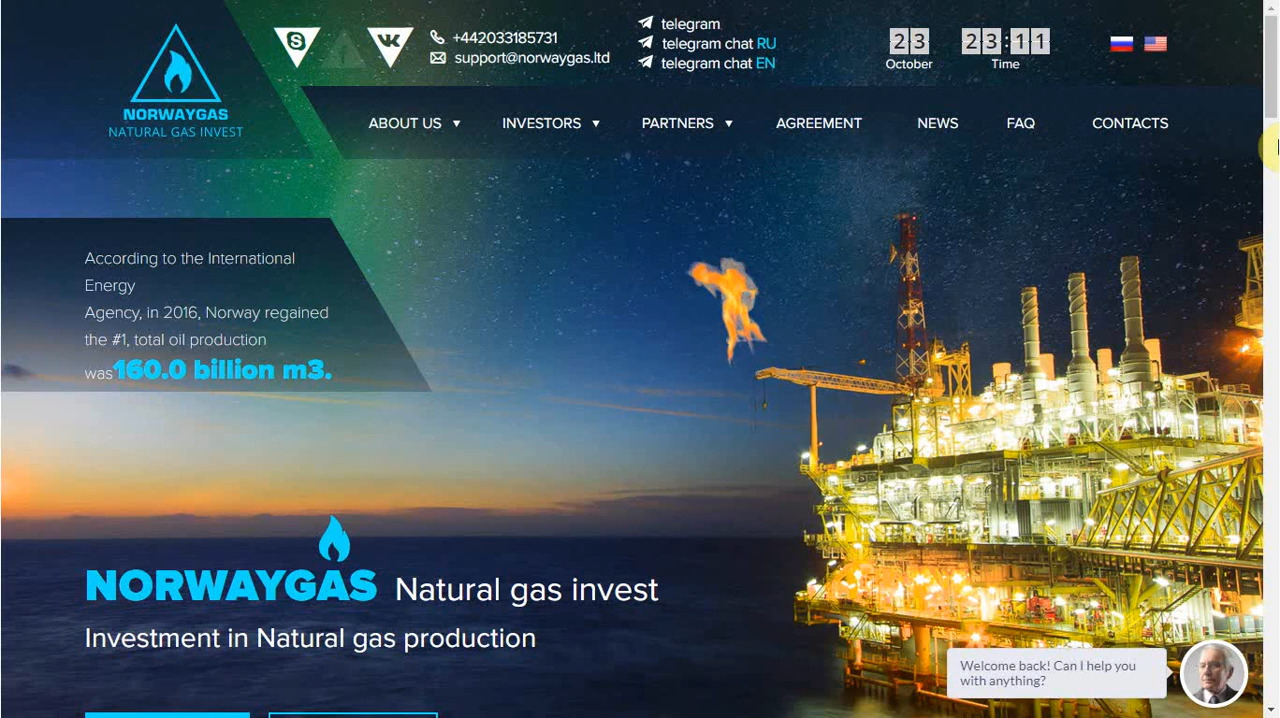 NORWAYGAS
NATURAL GAS INVEST
+442033185731
support@norwaygas.ltd
telegram
telegram chat RU
telegram chat EN
23
October
23:11
Time
ABOUT US
INVESTORS
PARTNERS
AGREEMENT
NEWS
FAQ
CONTACTS
According to the International
Energy
Agency, in 2016, Norway regained
the #1, total oil production
was160.0 billion m3.
NORWAYGAS Natural gas invest
Investment in Natural gas production
Welcome back! Can I help you
with anything?